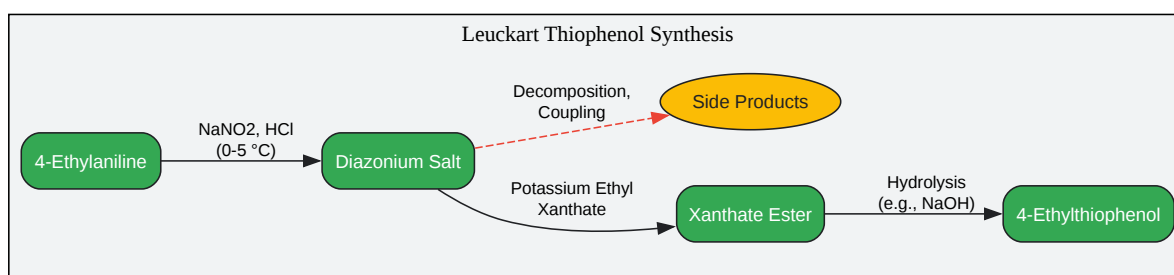 Leuckart Thiophenol Synthesis
4-Ethylaniline
NaNO2, HCl
(0-5 °C)
Diazonium Salt
Decomposition,
Coupling
Side Products
Potassium Ethyl
Xanthate
Xanthate Ester
Hydrolysis
(e.g., NaOH)
4-Ethylthiophenol